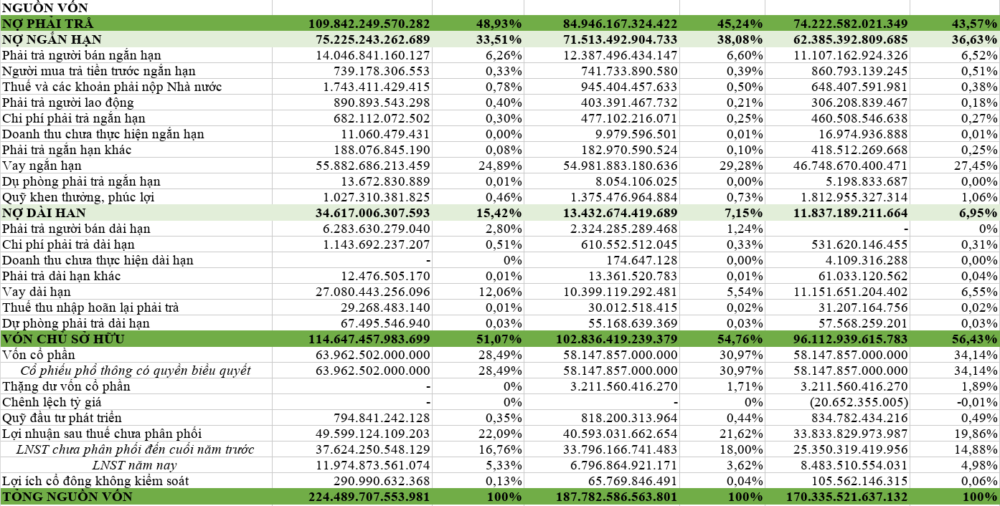 NGUỒN VỐN
NỢ PHẢI TRẢ 109.842.249.570.282 48,93% 84.946.167.324.422 45,24% 74.222.582.021.349 43,57%
NỢ NGẮN HẠN 75.225.243.262.689 33,51% 71.513.492.904.733 38,08% 62.385.392.809.685 36,63%
Phải trả người bán ngắn hạn 14.046.841.160.127 6,26% 12.387.496.434.147 6,60% 11.107.162.924.326 6,52%
Người mua trả tiền trước ngắn hạn 739.178.306.553 0,33% 741.733.890.580 0,39% 860.793.139.245 0,51%
Thuế và các khoản phải nộp Nhà nước 1.743.411.429.415 0,78% 945.404.457.633 0,50% 648.407.591.981 0,38%
Phải trả người lao động 890.893.543.298 0,40% 403.391.467.732 0,21% 306.208.839.467 0,18%
Chi phí phải trả ngắn hạn 682.112.072.502 0,30% 477.102.216.071 0,25% 460.508.546.638 0,27%
Doanh thu chưa thực hiện ngắn hạn 11.060.479.431 0,00% 9.979.596.501 0,01% 16.974.936.888 0,01%
Phải trả ngắn hạn khác 188.076.845.190 0,08% 182.970.590.524 0,10% 418.512.269.668 0,25%
Vay ngắn hạn 55.882.686.213.459 24,89% 54.981.883.180.636 29,28% 46.748.670.400.471 27,45%
Dụ phòng phải trả ngắn hạn 13.672.830.889 0,01% 8.054.106.025 0,00% 5.198.833.687 0,00%
Quỹ khen thưởng, phúc lợi 1.027.310.381.825 0,46% 1.375.476.964.884 0,73% 1.812.955.327.314 1,06%
NỢ DÀI HAN 34.617.006.307.593 15,42% 13.432.674.419.689 7,15% 11.837.189.211.664 6,95%
Phải trả người bán dài hạn 6.283.630.279.040 2,80% 2.324.285.289.468 1,24% - 0%
Chi phí phải trả dài hạn 1.143.692.237.207 0,51% 610.552.512.045 0,33% 531.620.146.455 0,31%
Doanh thu chưa thực hiện dài hạn - 0% 174.647.128 0,00% 4.109.316.288 0,00%
Phải trả dài hạn khác 12.476.505.170 0,01% 13.361.520.783 0,01% 61.033.120.562 0,04%
Vay dài hạn 27.080.443.256.096 12,06% 10.399.119.292.481 5,54% 11.151.651.204.402 6,55%
Thuế thu nhập hoãn lại phải trả 29.268.483.140 0,01% 30.012.518.415 0,02% 31.207.164.756 0,02%
Dự phòng phải trả dài hạn 67.495.546.940 0,03% 55.168.639.369 0,03% 57.568.259.201 0,03%
VỐN CHỦ SỞ HỮU 114.647.457.983.699 51,07% 102.836.419.239.379 54,76% 96.112.939.615.783 56,43%
Vốn cổ phần 63.962.502.000.000 28,49% 58.147.857.000.000 30,97% 58.147.857.000.000 34,14%
Cổ phiếu phổ thông có quyền biều quyết 63.962.502.000.000 28,49% 58.147.857.000.000 30,97% 58.147.857.000.000 34,14%
Thặng dư vốn cổ phần - 0% 3.211.560.416.270 1,71% 3.211.560.416.270 1,89%
Chênh lệch tỷ giá - 0% - 0% (20.652.355.005) -0,01%
Quỹ đầu tư phát triển 794.841.242.128 0,35% 818.200.313.964 0,44% 834.782.434.216 0,49%
Lợi nhuận sau thuế chưa phân phối 49.599.124.109.203 22,09% 40.593.031.662.654 21,62% 33.833.829.973.987 19,86%
LNST chưa phân phối đến cuối năm trước 37.624.250.548.129 16,76% 33.796.166.741.483 18,00% 25.350.319.419.956 14,88%
LNST năm nay 11.974.873.561.074 5,33% 6.796.864.921.171 3,62% 8.483.510.554.031 4,98%
Lợi ích cổ đông không kiểm soát 290.990.632.368 0,13% 65.769.846.491 0,04% 105.562.146.315 0,06%
TỔNG NGUỒN VỐN 224.489.707.553.981 100% 187.782.586.563.801 100% 170.335.521.637.132 100%